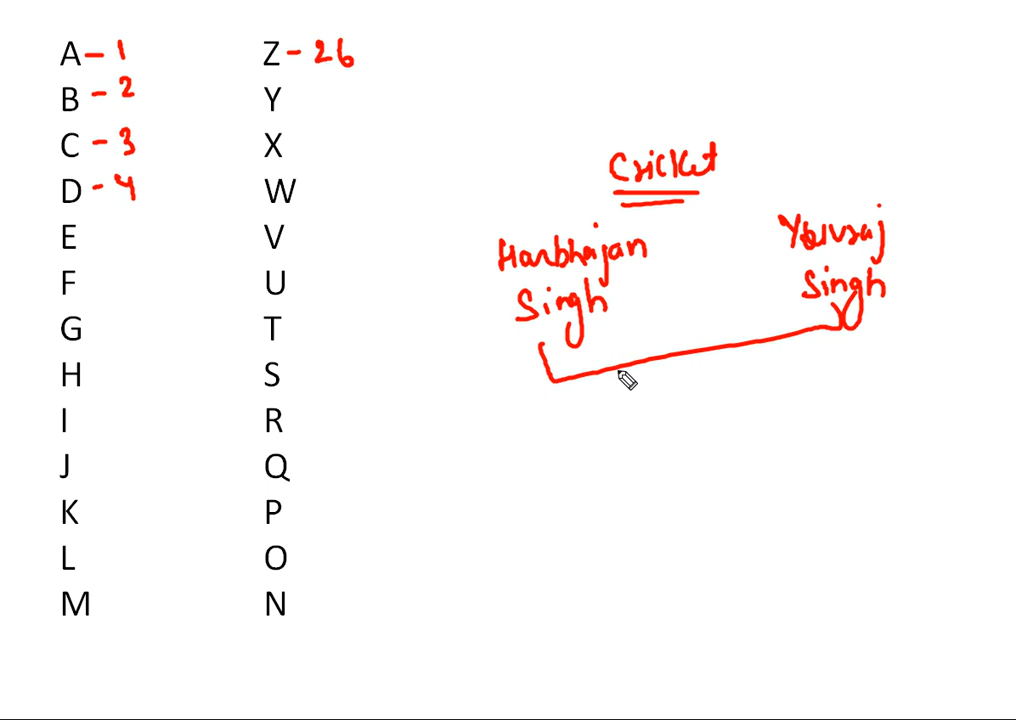 A - 1 Z - 26
B - 2 Y
C - 3 X
D - 4 W
E V
F U
G T
H S
I R
J Q
K P
L O
M N
Cricket
Harbhajan
Singh
Yuvraj
Singh